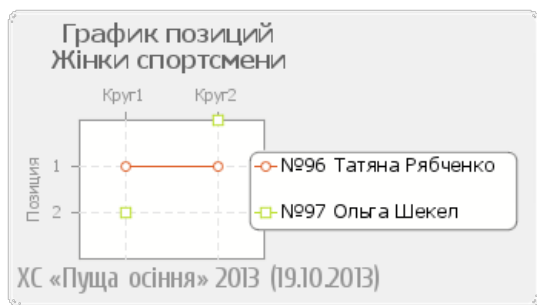 График позиций
Жінки спортсмени
Круг1 Круг2
Позиция
1
2
№96 Татяна Рябченко
№97 Ольга Шекел
ХС «Пуща осіння» 2013 (19.10.2013)